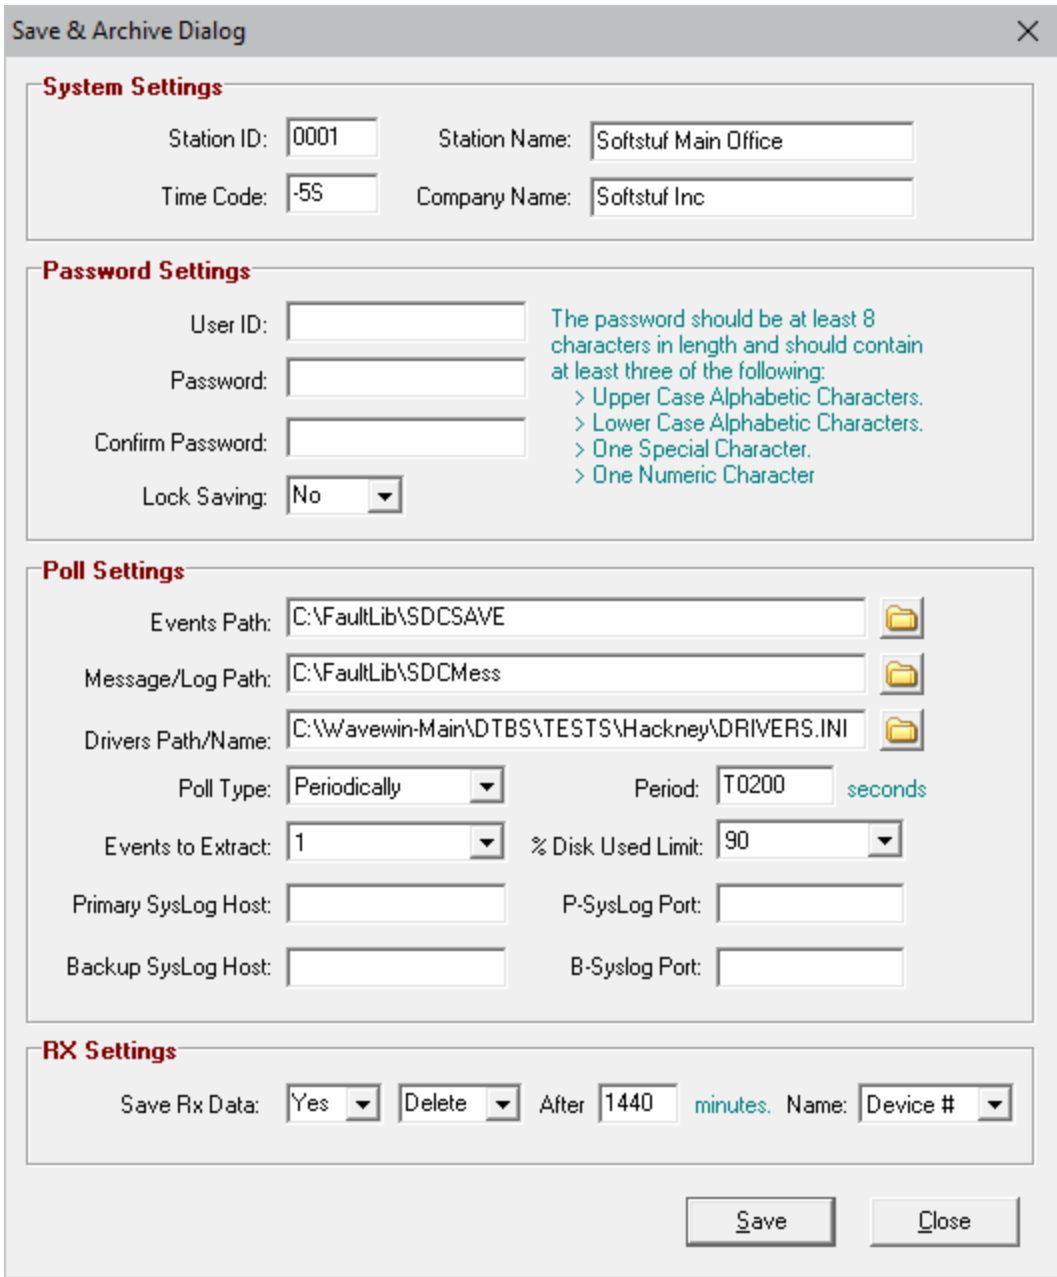 Save & Archive Dialog
System Settings
Station ID: 0001 Station Name: Softstuf Main Office
Time Code: -5S Company Name: Softstuf Inc
Password Settings
User ID:
Password:
Confirm Password:
Lock Saving: No
The password should be at least 8
characters in length and should contain
at least three of the following:
> Upper Case Alphabetic Characters.
> Lower Case Alphabetic Characters.
> One Special Character.
> One Numeric Character
Poll Settings
Events Path: C:\FaultLib\SDCSAVE
Message/Log Path: C:\FaultLib\SDCMess
Drivers Path/Name: C:\Wavewin-Main\DTBS\TESTS\Hackney\DRIVERS.INI
Poll Type: Periodically Period: T0200 seconds
Events to Extract: 1 % Disk Used Limit: 90
Primary SysLog Host: P-SysLog Port:
Backup SysLog Host: B-Syslog Port:
RX Settings
Save Rx Data: Yes Delete After 1440 minutes. Name: Device #
Save Close